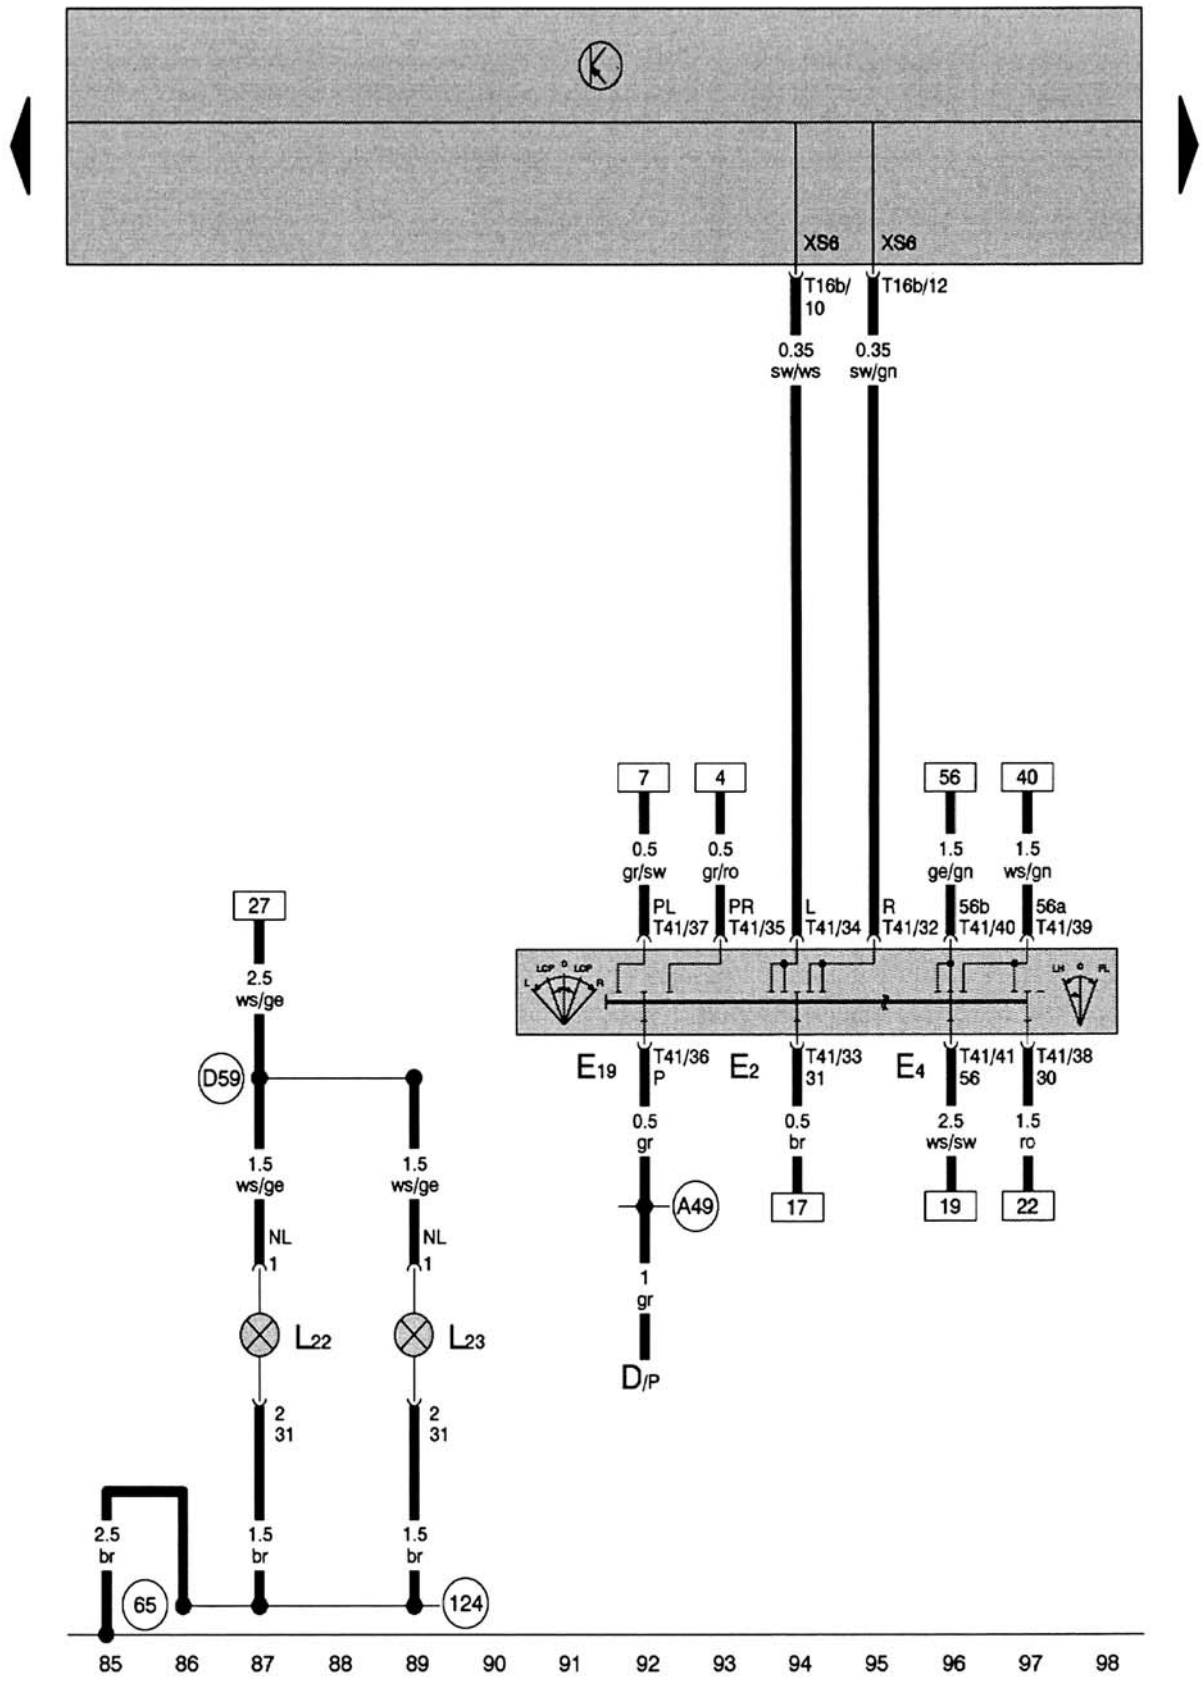 XS6 XS6
T16b/ T16b/12
10
0.35 0.35
sw/ws sw/gn
7 4 56 40
0.5 0.5 1.5 1.5
gr/sw gr/ro ge/gn ws/gn
27
PL PR L R 56b 56a
T41/37 T41/35 T41/34 T41/32 T41/40 T41/39
2.5
ws/ge
L LCP O LCP R
LH O PL
D59
E19 T41/36 E2 T41/33 E4 T41/41 T41/38
P 31 56 30
0.5 0.5 2.5 1.5
gr br ws/sw ro
1.5 1.5
ws/ge ws/ge
A49 17 19 22
NL NL
1 1
1
gr
L22 L23
D/P
2 2
31 31
2.5 1.5 1.5
br br br
65 124
85 86 87 88 89 90 91 92 93 94 95 96 97 98